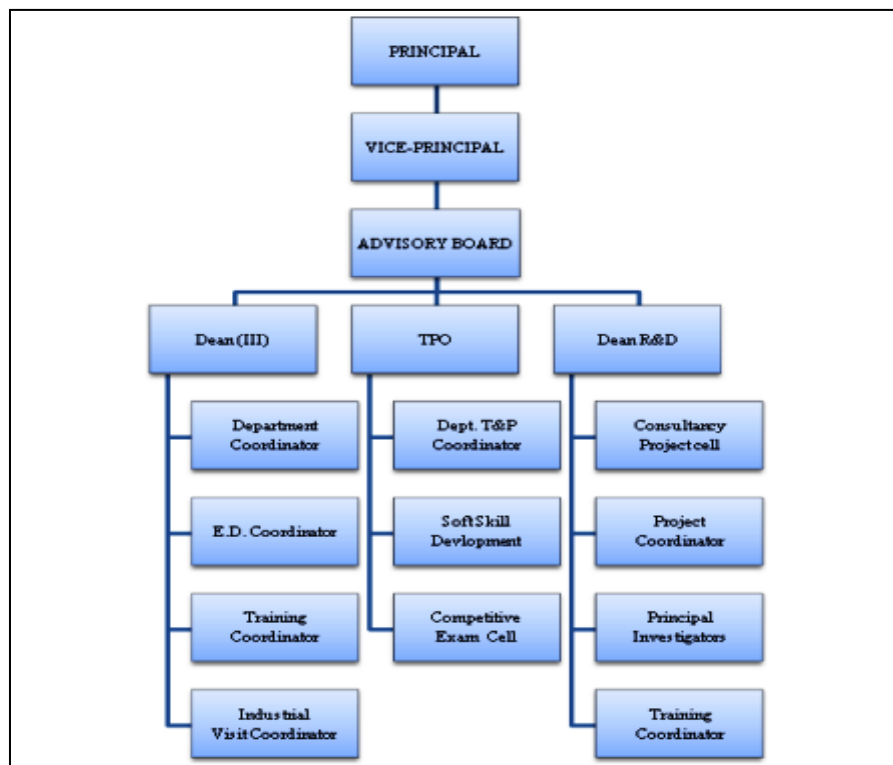 PRINCIPAL
VICE-PRINCIPAL
ADVISORY BOARD
Dean (III)
TPO
Dean R&D
Department
Coordinator
E.D. Coordinator
Training
Coordinator
Industrial
Visit Coordinator
Dept. T&P
Coordinator
Soft Skill
Devlopment
Competitive
Exam Cell
Consultancy
Project cell
Project
Coordinator
Principal
Investigators
Training
Coordinator